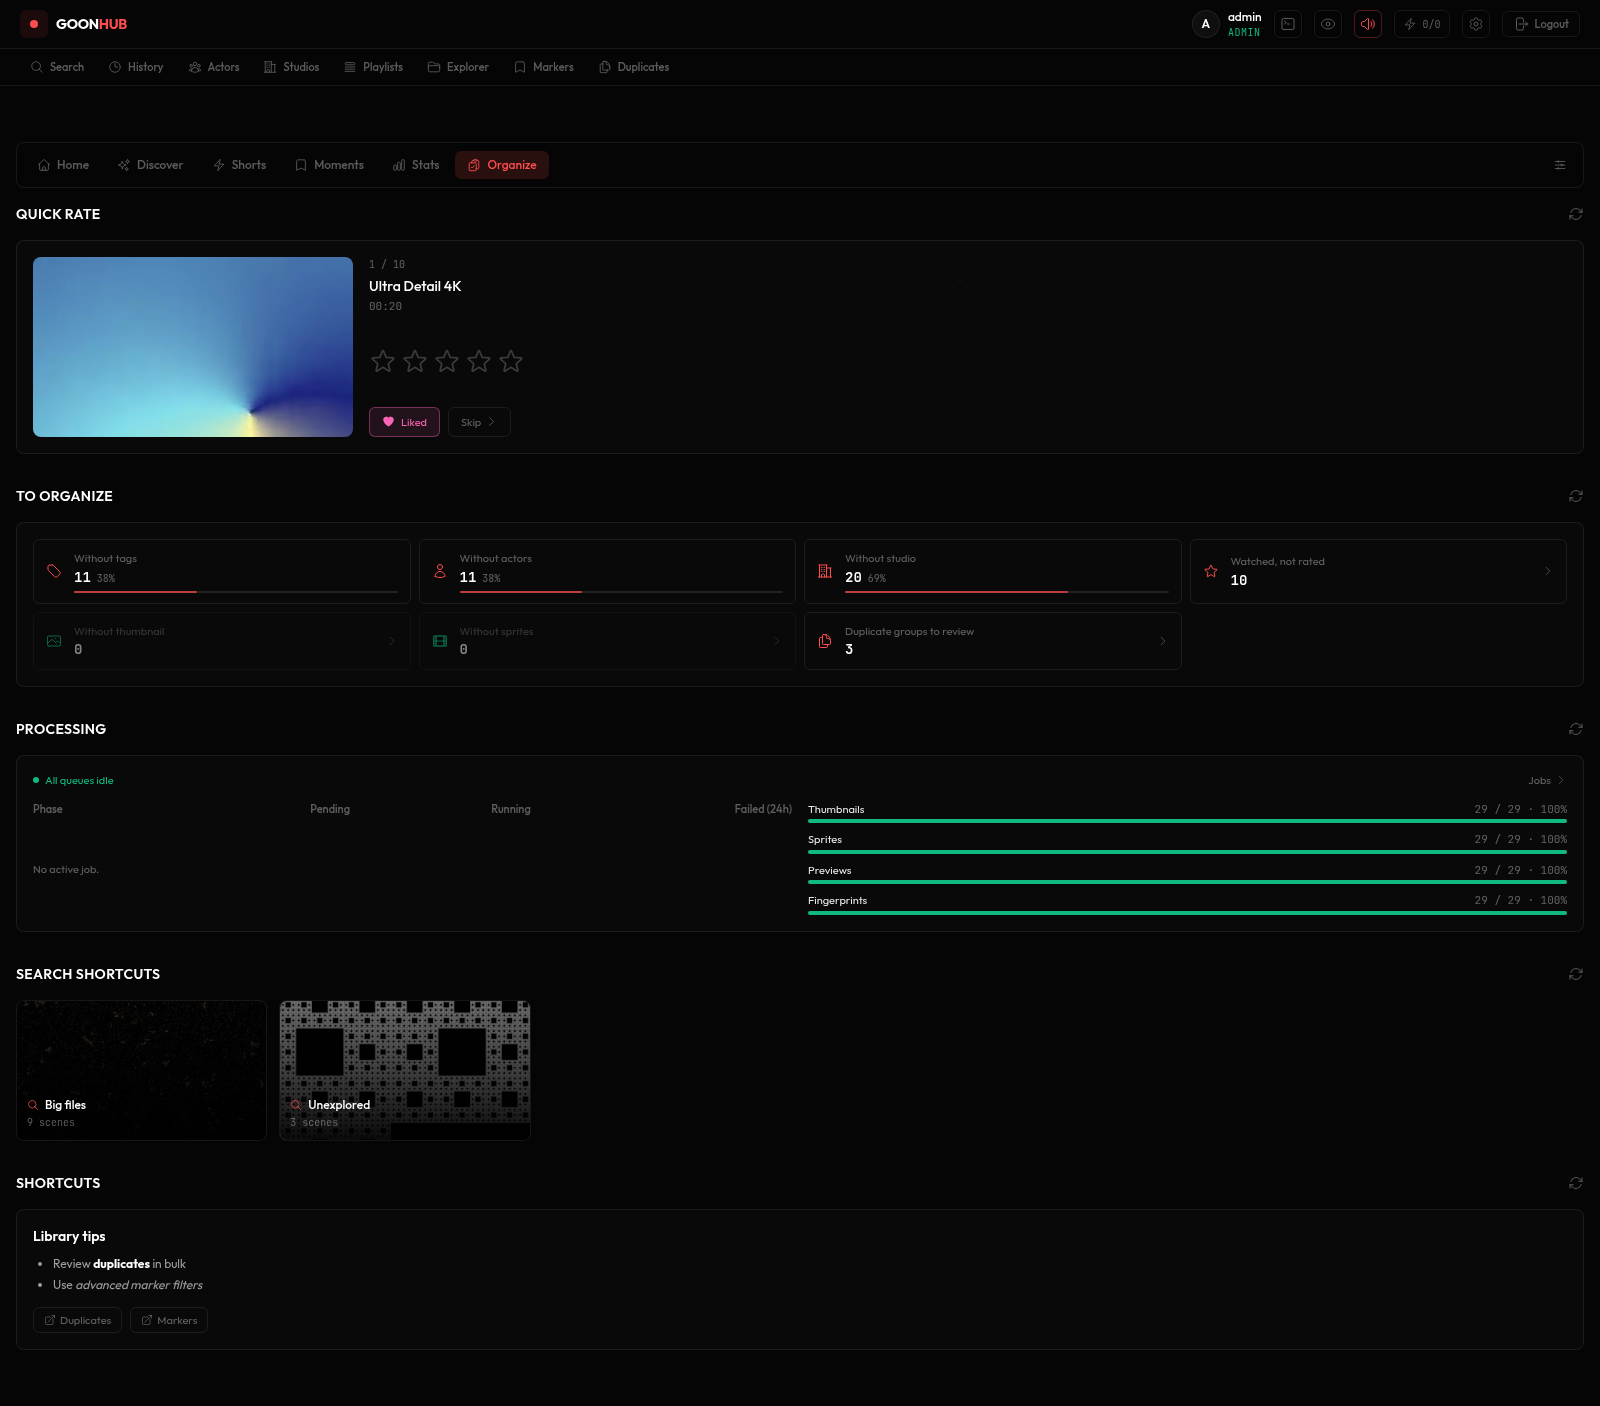 GOONHUB
A
admin
ADMIN
0/0
Logout
Search
History
Actors
Studios
Playlists
Explorer
Markers
Duplicates
Home
Discover
Shorts
Moments
Stats
Organize
QUICK RATE
1 / 10
Ultra Detail 4K
00:20
Liked
Skip
TO ORGANIZE
Without tags
11 38%
Without actors
11 38%
Without studio
20 69%
Watched, not rated
10
Without thumbnail
0
Without sprites
0
Duplicate groups to review
3
PROCESSING
All queues idle
Jobs
Phase
Pending
Running
Failed (24h)
No active job.
Thumbnails
29 / 29 · 100%
Sprites
29 / 29 · 100%
Previews
29 / 29 · 100%
Fingerprints
29 / 29 · 100%
SEARCH SHORTCUTS
Big files
9 scenes
Unexplored
3 scenes
SHORTCUTS
Library tips
• Review duplicates in bulk
• Use advanced marker filters
Duplicates
Markers